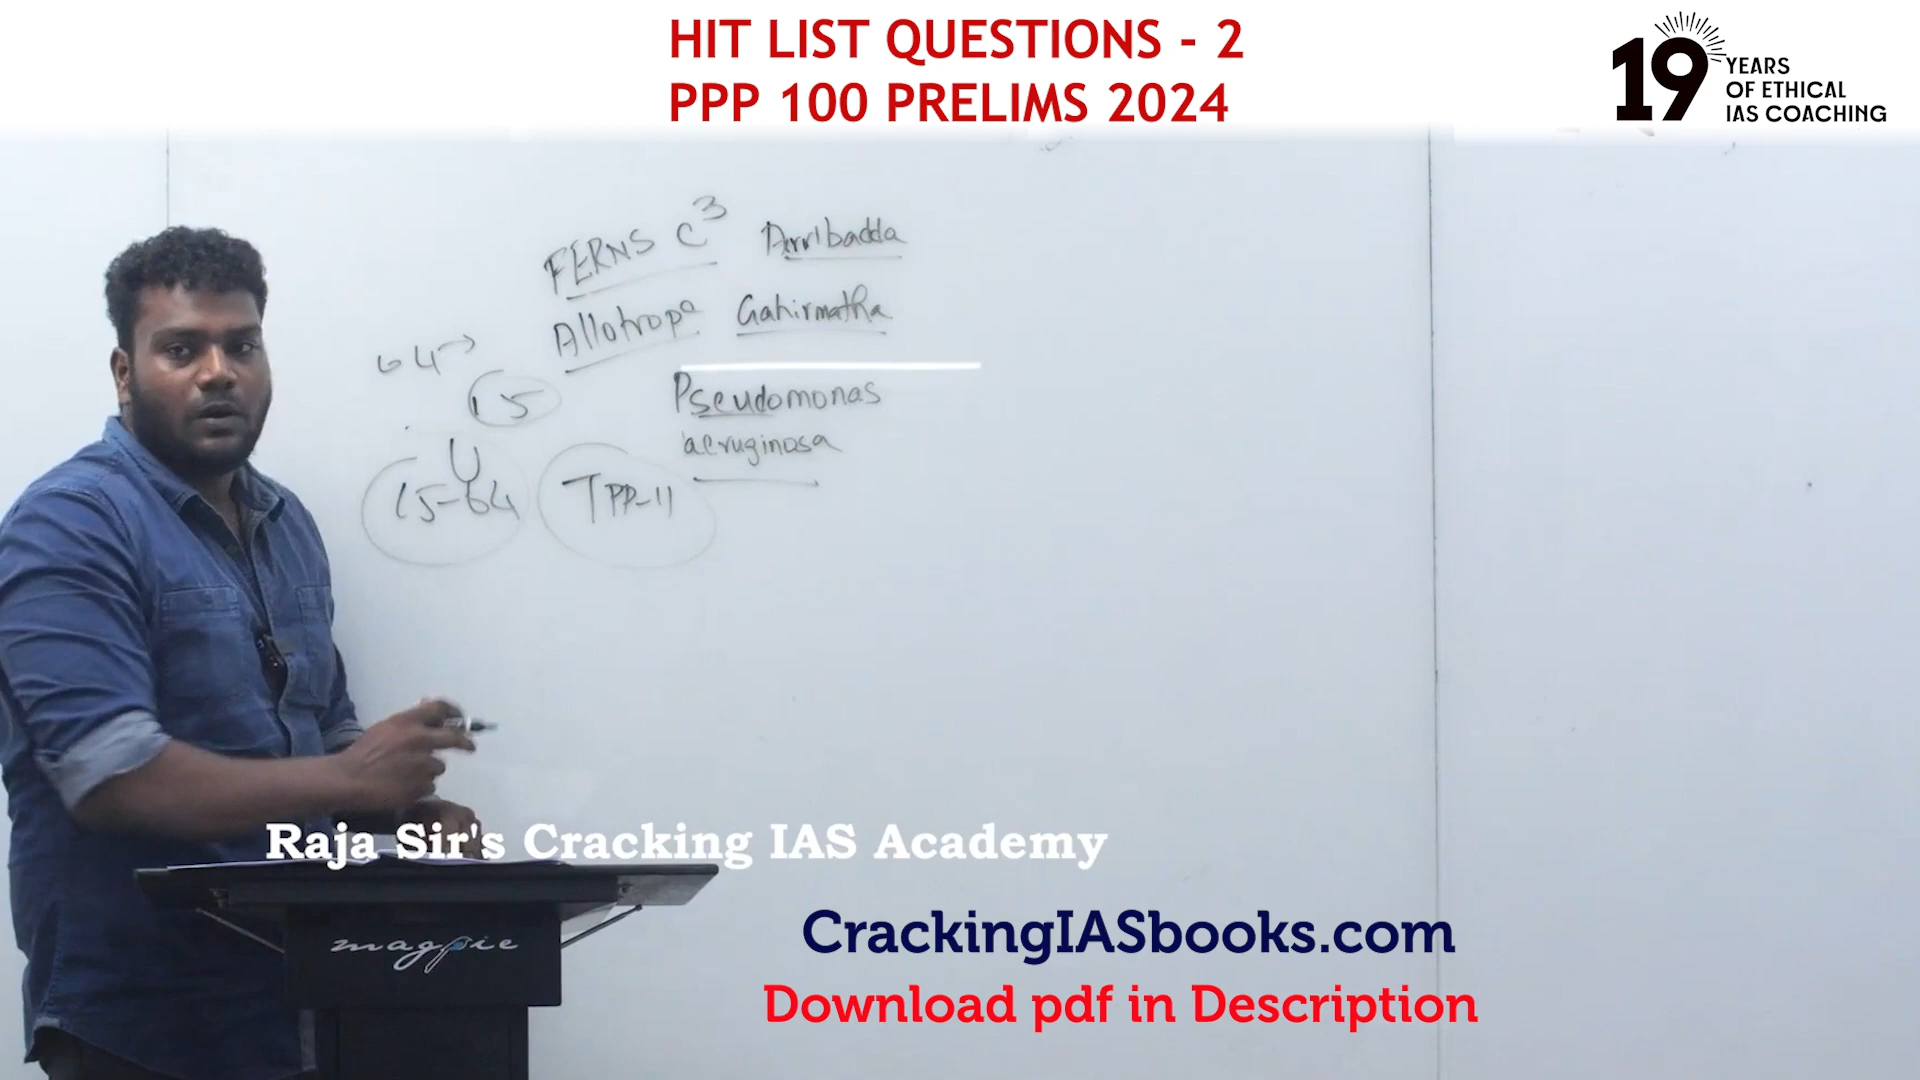 HIT LIST QUESTIONS - 2
PPP 100 PRELIMS 2024
19 YEARS
OF ETHICAL
IAS COACHING
FERNS C³ Arribadda
Allotrope Gahirmatha
64→
15
Pseudomonas
aeruginosa
15-64 TPP-11
Raja Sir's Cracking IAS Academy
magpie
CrackingIASbooks.com
Download pdf in Description